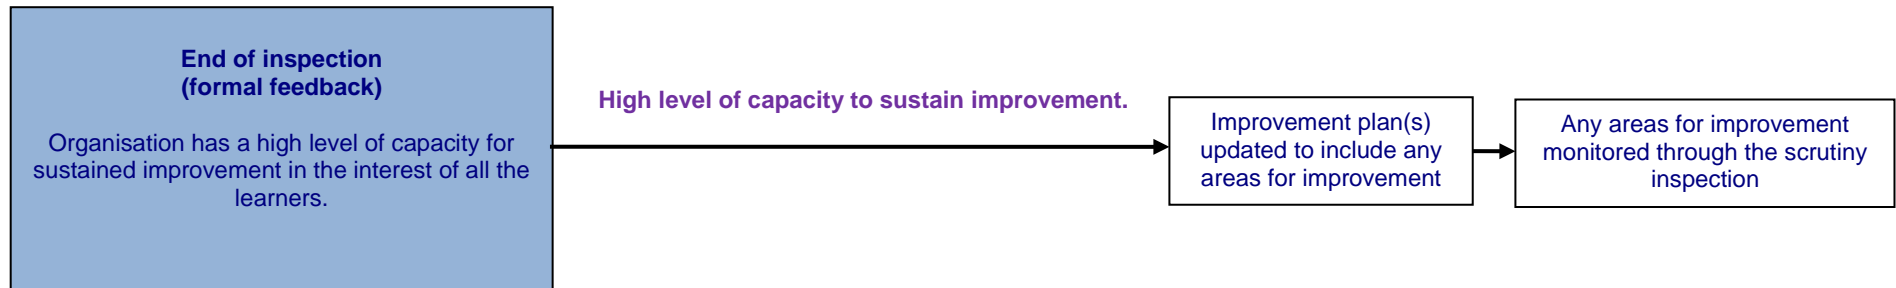 End of inspection
(formal feedback)
Organisation has a high level of capacity for
sustained improvement in the interest of all the
learners.
High level of capacity to sustain improvement.
Improvement plan(s)
updated to include any
areas for improvement
Any areas for improvement
monitored through the scrutiny
inspection